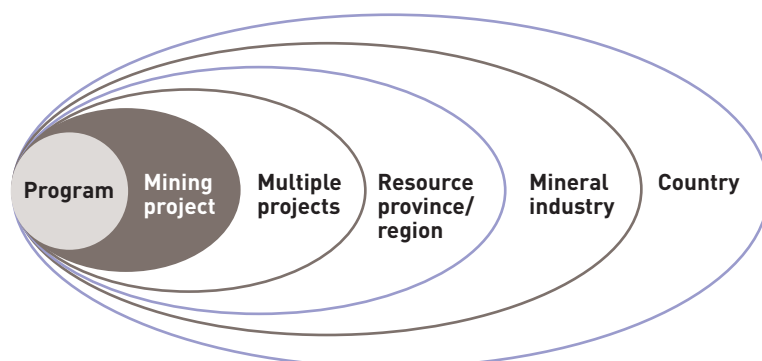 Program
Mining
project
Multiple
projects
Resource
province/
region
Mineral
industry
Country